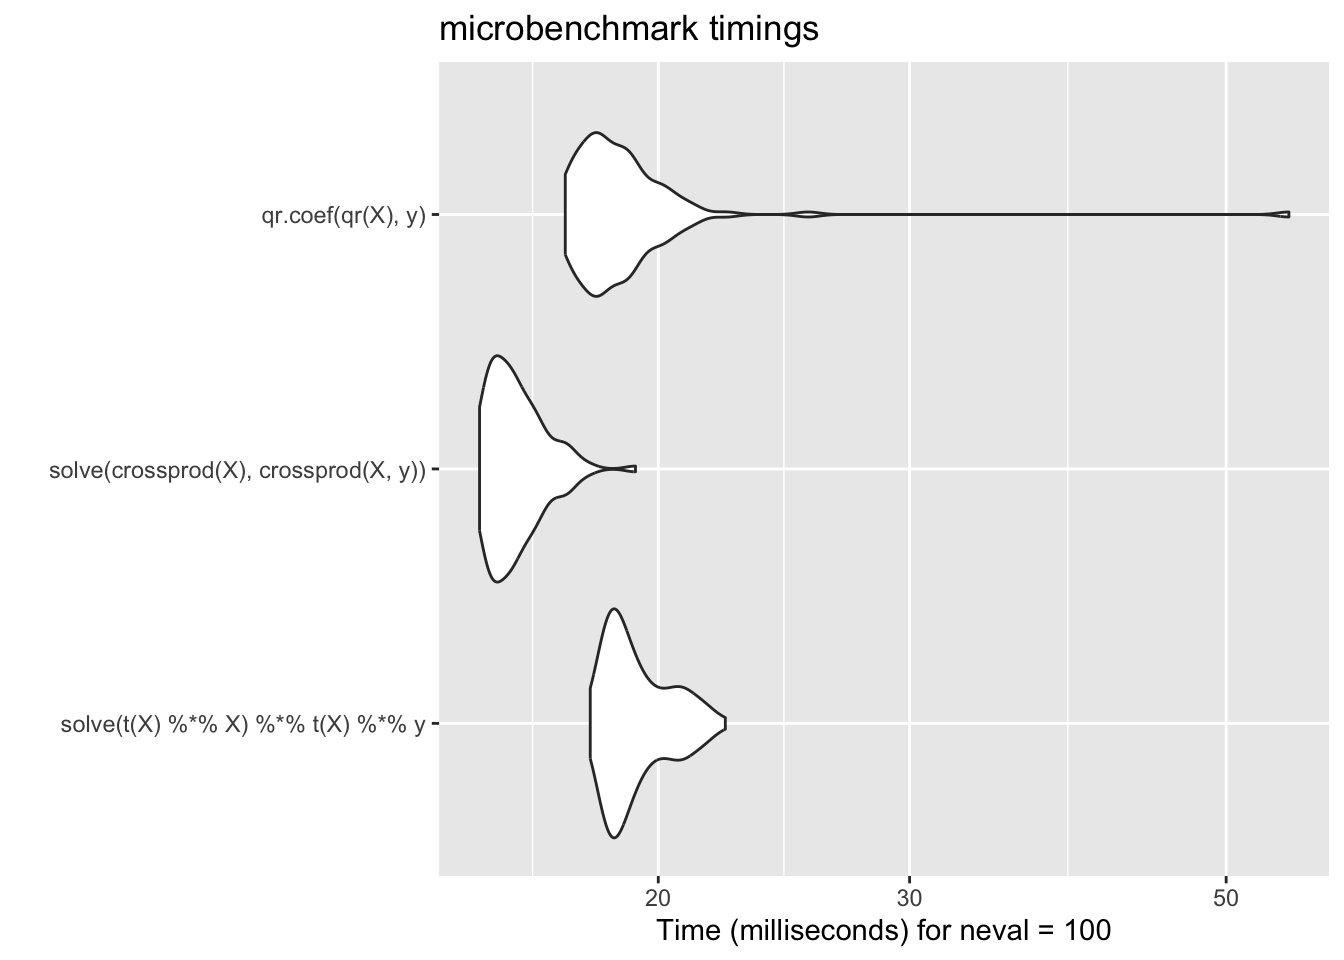 microbenchmark timings
qr.coef(qr(X), y)
solve(crossprod(X), crossprod(X, y))
solve(t(X) %*% X) %*% t(X) %*% y
20 30 50
Time (milliseconds) for neval = 100